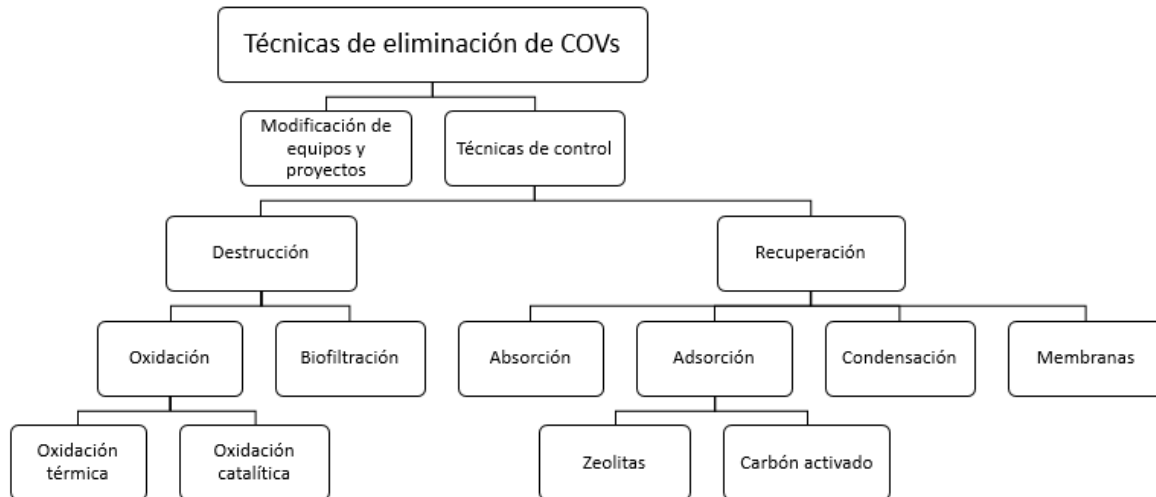 Técnicas de eliminación de COVs
Modificación de
equipos y
proyectos
Técnicas de control
Destrucción
Recuperación
Oxidación
Biofiltración
Absorción
Adsorción
Condensación
Membranas
Oxidación
térmica
Oxidación
catalítica
Zeolitas
Carbón activado